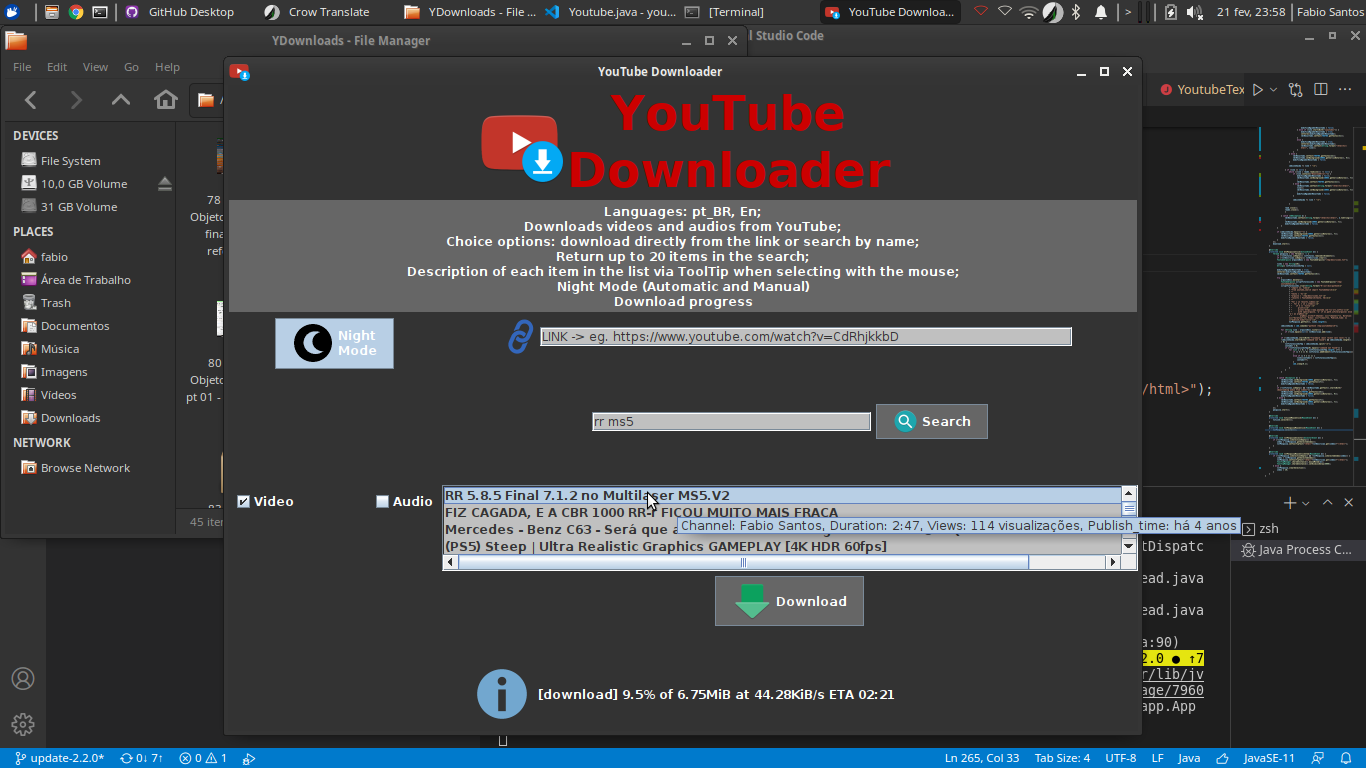 GitHub Desktop
Crow Translate
YDownloads - File ...
Youtube.java - you...
[Terminal]
YouTube Downloa...
>
21 fev, 23:58
Fabio Santos
YDownloads - File Manager
l Studio Code
File Edit View Go Help
YouTube Downloader
YoutubeTex
DEVICES
File System
10,0 GB Volume
31 GB Volume
PLACES
fabio
Área de Trabalho
Trash
Documentos
Música
Imagens
Vídeos
Downloads
NETWORK
Browse Network
78
Objeto
fina
ref
80
Objeto
pt 01 -
45 iter
YouTube
Downloader
Languages: pt_BR, En;
Downloads videos and audios from YouTube;
Choice options: download directly from the link or search by name;
Return up to 20 items in the search;
Description of each item in the list via ToolTip when selecting with the mouse;
Night Mode (Automatic and Manual)
Download progress
Night
Mode
LINK -> eg. https://www.youtube.com/watch?v=CdRhjkkbD
/html>");
rr ms5
Search
Video
Audio
RR 5.8.5 Final 7.1.2 no Multilaser MS5.V2
FIZ CAGADA, E A CBR 1000 RR-r FICOU MUITO MAIS FRACA
Mercedes - Benz C63 - Será que a
(PS5) Steep | Ultra Realistic Graphics GAMEPLAY [4K HDR 60fps]
Channel: Fabio Santos, Duration: 2:47, Views: 114 visualizações, Publish_time: há 4 anos
Download
[download] 9.5% of 6.75MiB at 44.28KiB/s ETA 02:21
zsh
Java Process C...
tDispatc
ead.java
ead.java
a:90)
2.0 ● ↑7
r/lib/jv
age/7960
app.App
update-2.2.0*
0↓ 7↑
0
1
Ln 265, Col 33
Tab Size: 4
UTF-8
LF
Java
JavaSE-11